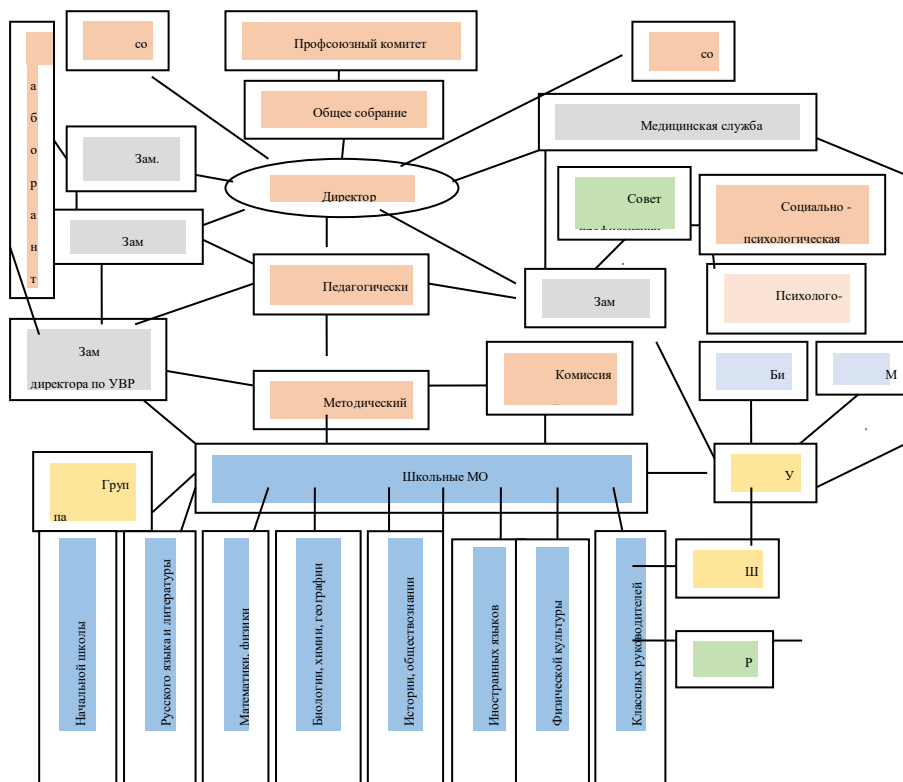 со
Профсоюзный комитет
со
Общее собрание
а
б
о
р
а
н
т
Медицинская служба
Зам.
Директор
Совет
Социально -
психологическая
Зам
Педагогически
Зам
Психолого-
Зам
директора по УВР
Методический
Комиссия
Би
М
Школьные МО
Груп
па
У
Ш
Р
Начальной школы
Русского языка и литературы
Математики, физики
Биологии, химии, географии
Истории, обществознании
Иностранных языков
Физической культуры
Классных руководителей